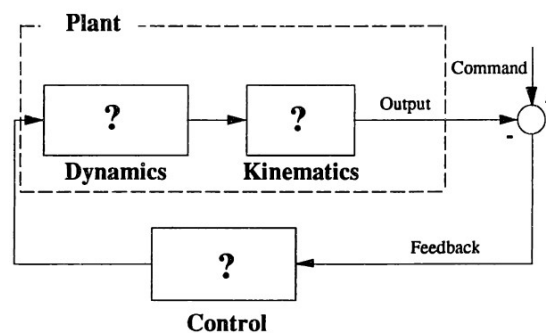 Plant
Command
? ? Output
-
Dynamics Kinematics
? Feedback
Control